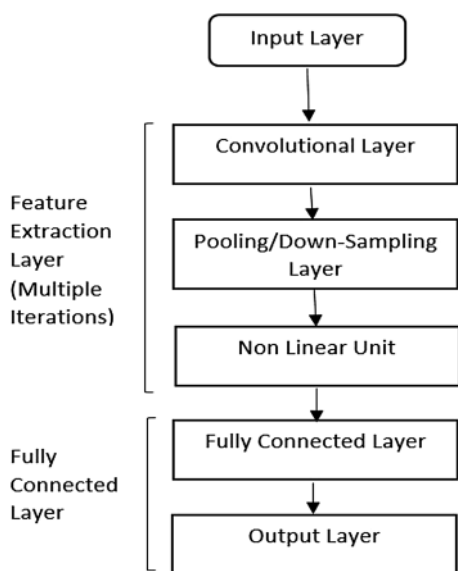 Input Layer
Convolutional Layer
Feature
Extraction
Layer
(Multiple
Iterations)
Pooling/Down-Sampling
Layer
Non Linear Unit
Fully
Connected
Layer
Fully Connected Layer
Output Layer